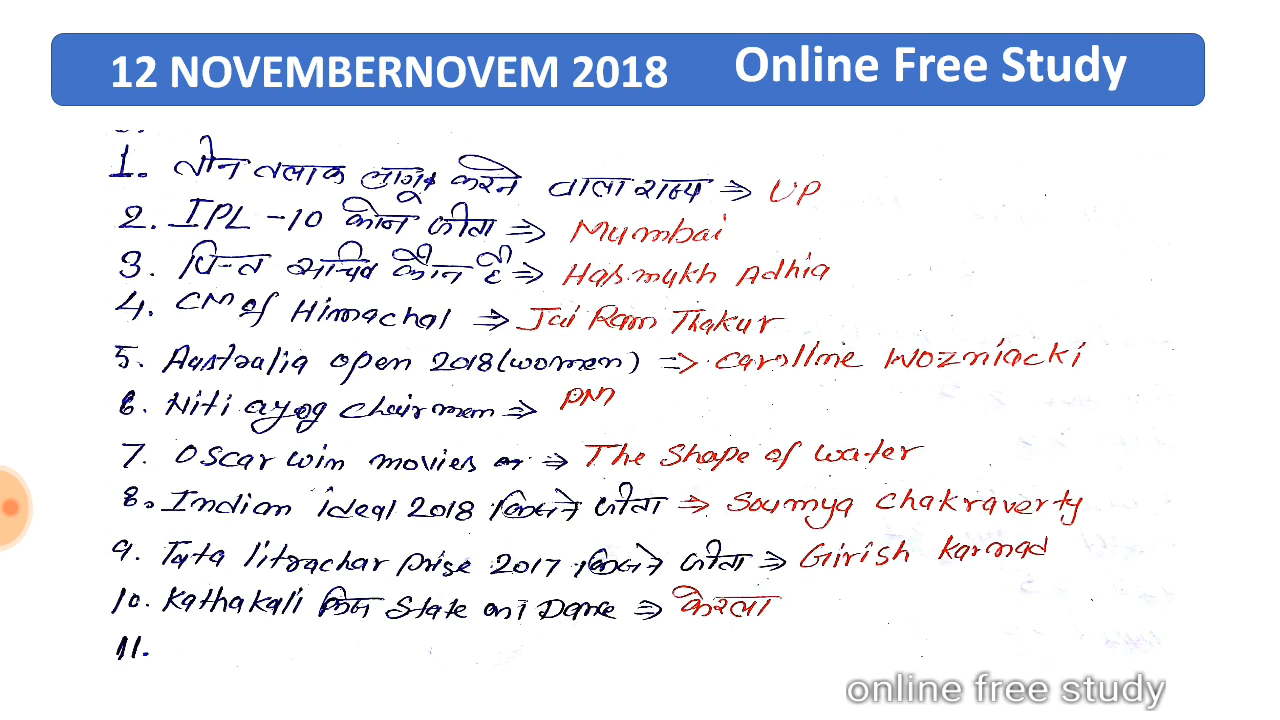 12 NOVEMBERNOVEM 2018 Online Free Study
1. तीन तलाक लागू करने वाला राज्य ⇒ UP
2. IPL -10 कोन जीता ⇒ Mumbai
3. वित्त सचिव कौन है ⇒ Hasmukh Adhia
4. CM of Himachal ⇒ Jai Ram Thakur
5. Australia open 2018(women) ⇒ Caroline Wozniacki
6. Niti ayog chairmen ⇒ PM
7. Oscar win movies ⇒ The Shape of water
8. Indian ideal 2018 किसने जीता ⇒ Soumya Chakraverty
9. Tata litrachar prise 2017 किसने जीता ⇒ Girish Karnad
10. Kathakali किस State का Dance ⇒ केरला
11.
online free study